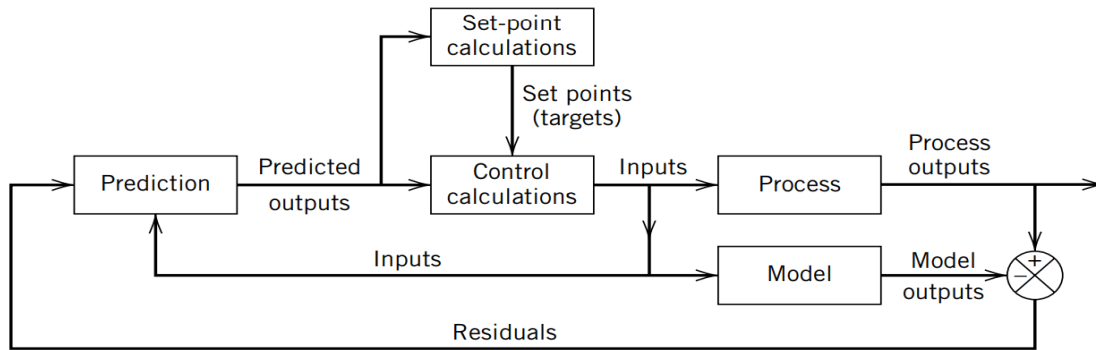 Set-point
calculations
Set points
(targets)
Prediction
Predicted
outputs
Control
calculations
Inputs
Process
Process
outputs
Inputs
Model
Model
outputs
+
−
Residuals